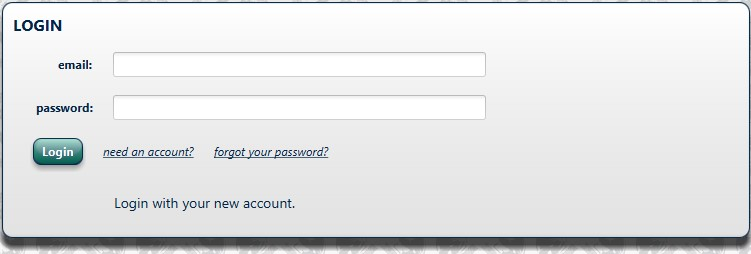 LOGIN
email:
password:
Login need an account? forgot your password?
Login with your new account.